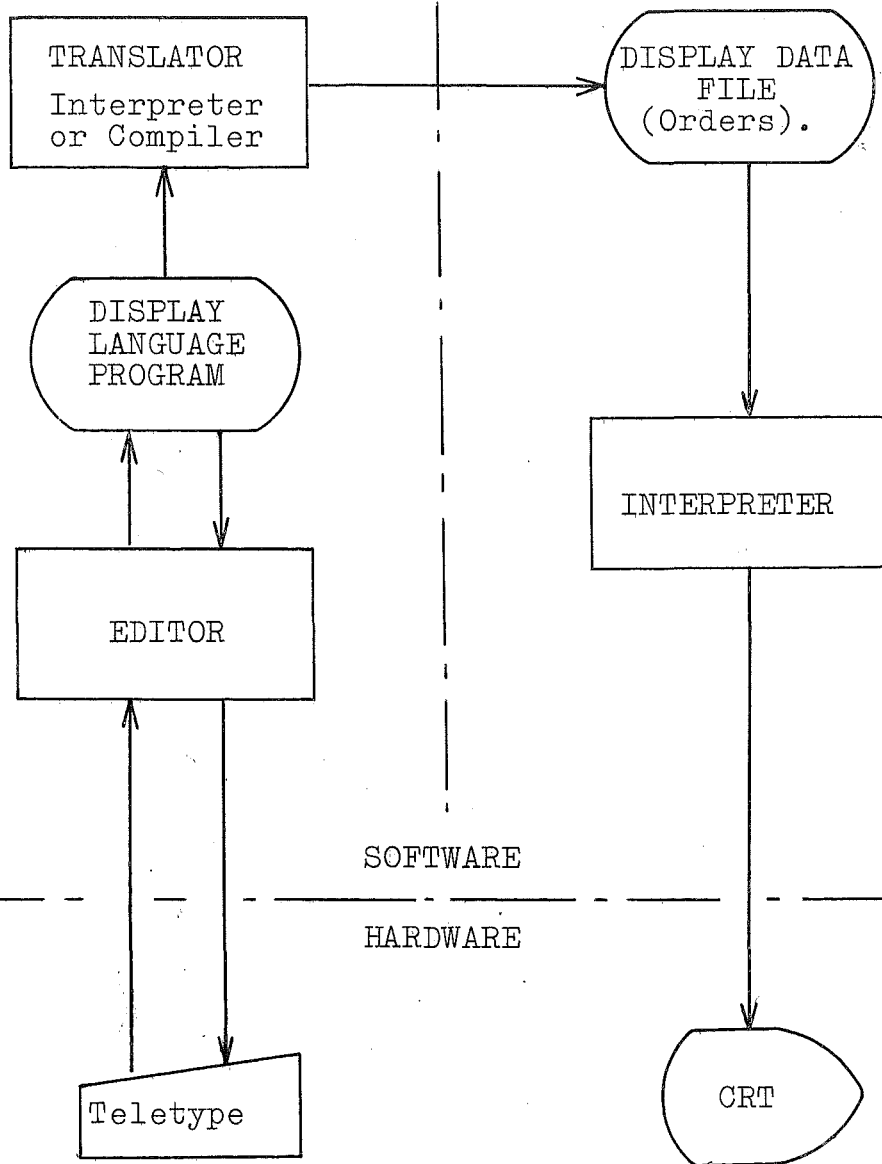 TRANSLATOR
Interpreter
or Compiler
DISPLAY DATA
FILE
(Orders).
DISPLAY
LANGUAGE
PROGRAM
INTERPRETER
EDITOR
SOFTWARE
HARDWARE
Teletype
CRT